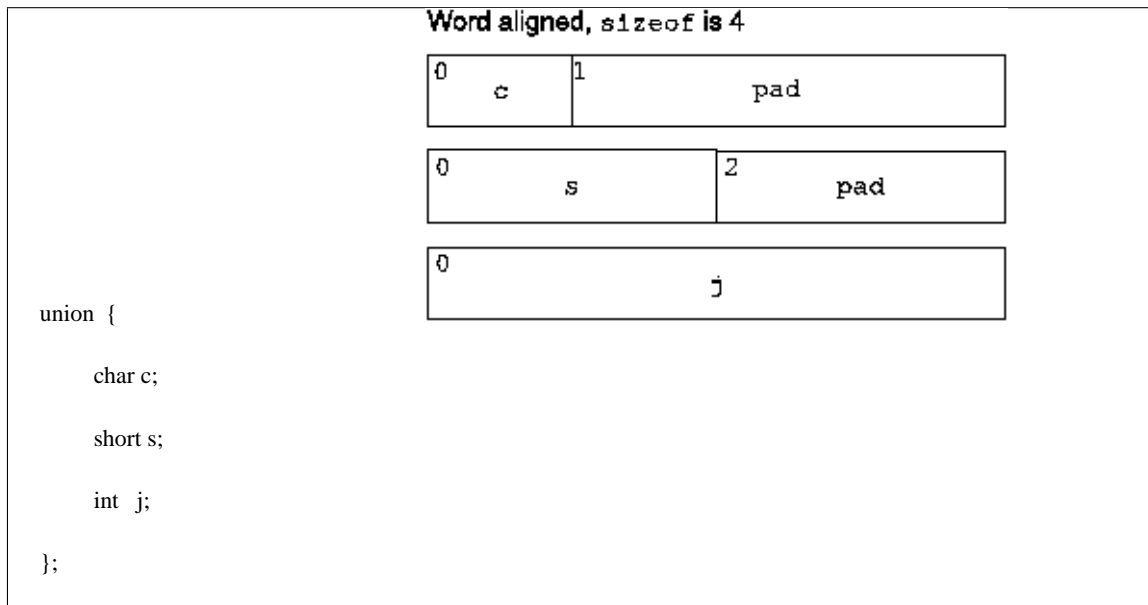 Word aligned, sizeof is 4
0 c 1 pad
0 s 2 pad
0 j
union {
char c;
short s;
int j;
};